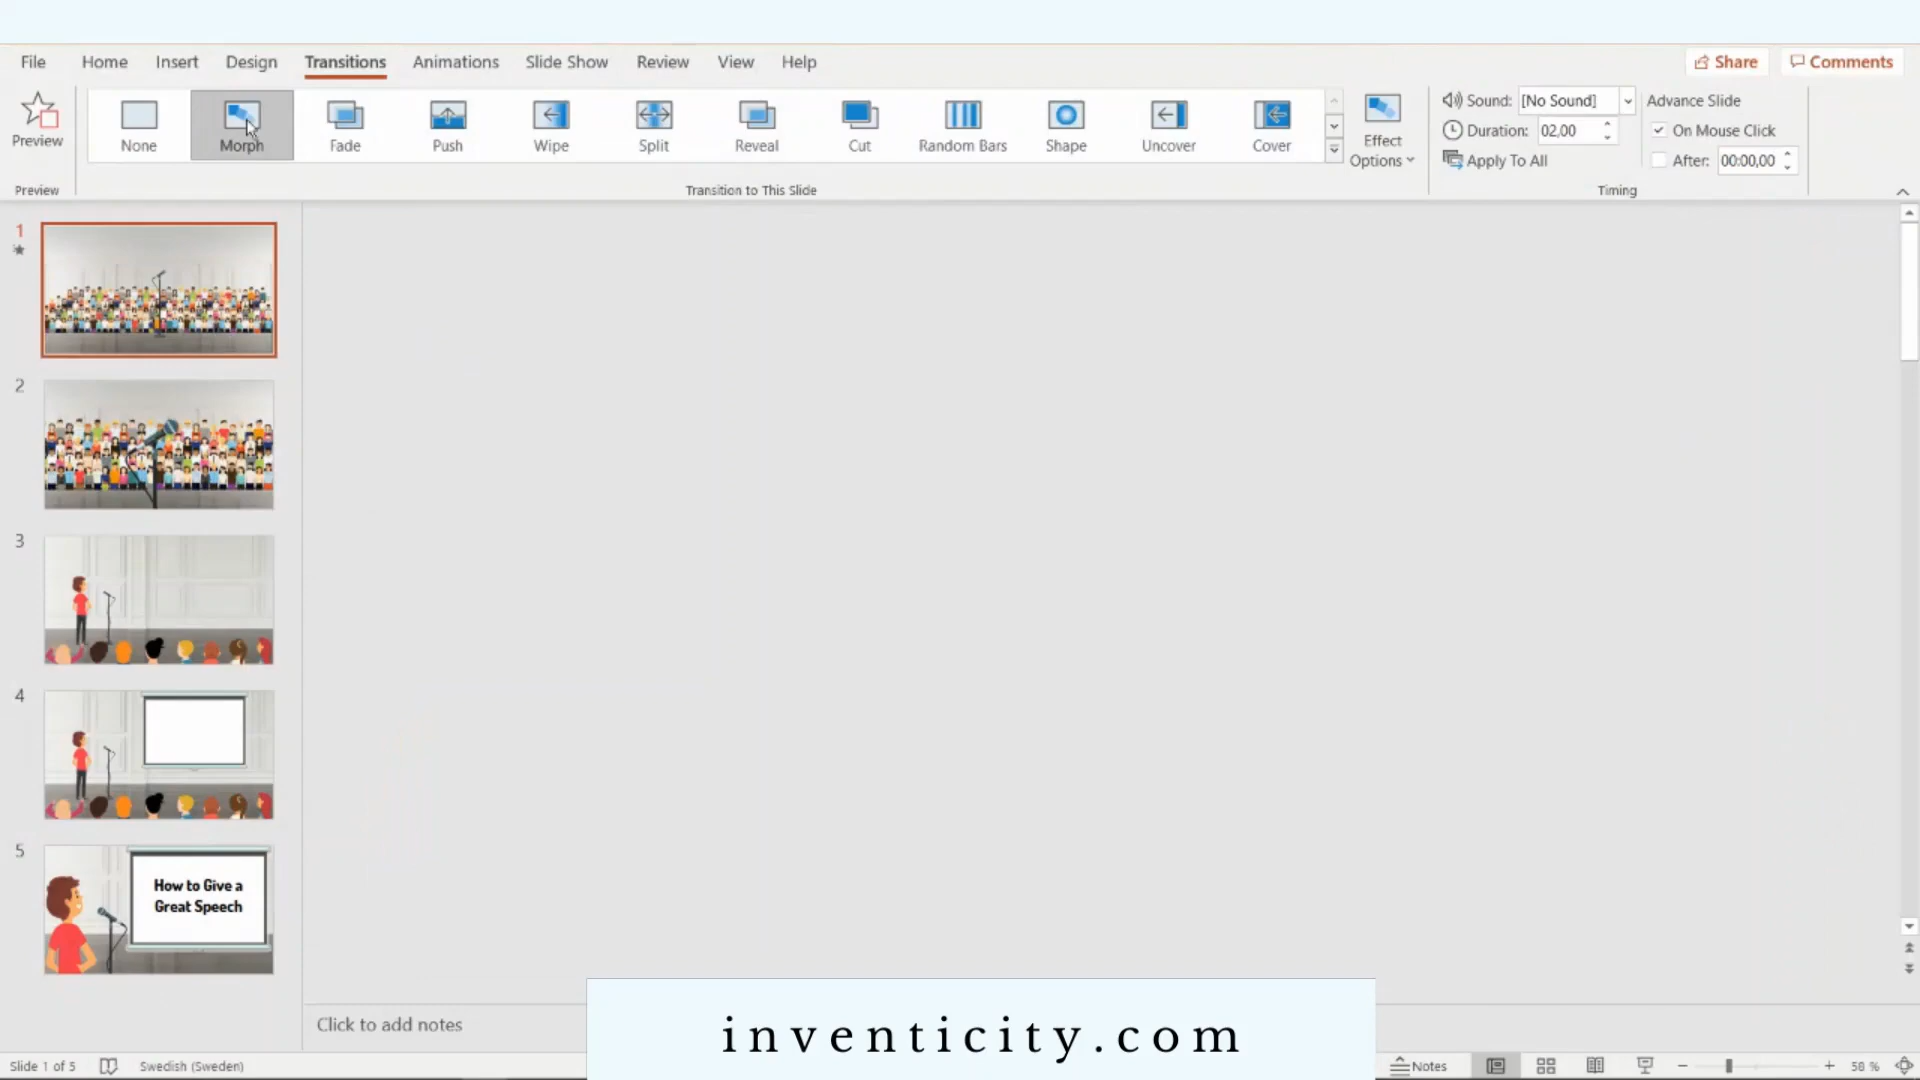 File Home Insert Design Transitions Animations Slide Show Review View Help Share Comments
Preview
None Morph Fade Push Wipe Split Reveal Cut Random Bars Shape Uncover Cover
Effect
Options
Sound: [No Sound]
Duration: 02,00
Apply To All
Advance Slide
On Mouse Click
After: 00:00,00
Preview
Transition to This Slide
Timing
1
2
3
4
5
How to Give a
Great Speech
Click to add notes
inventicity.com
Slide 1 of 5 Swedish (Sweden) Notes 58 %